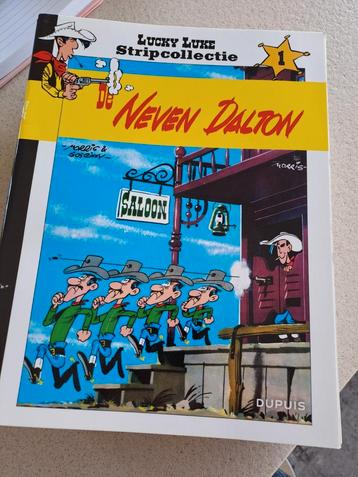 LUCKY LUKE
Stripcollectie
1
De NEVEN DALTON
MORRIS &
GOSCINNY
MORRIS
SALOON
DUPUIS